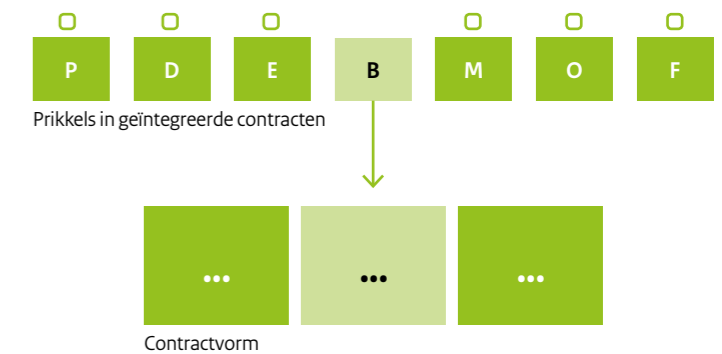 P D E B M O F
Prikkels in geïntegreerde contracten
... ... ...
Contractvorm